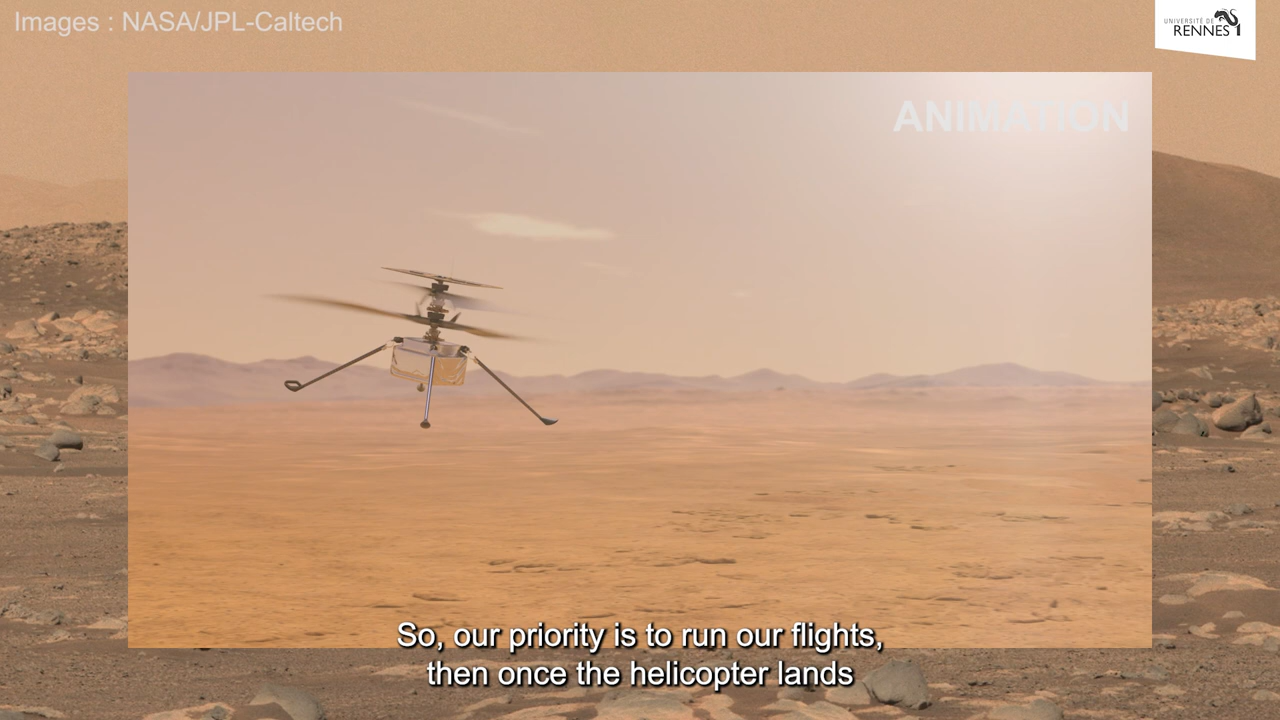 Images : NASA/JPL-Caltech
UNIVERSITÉ DE
RENNES 1
ANIMATION
So, our priority is to run our flights,
then once the helicopter lands